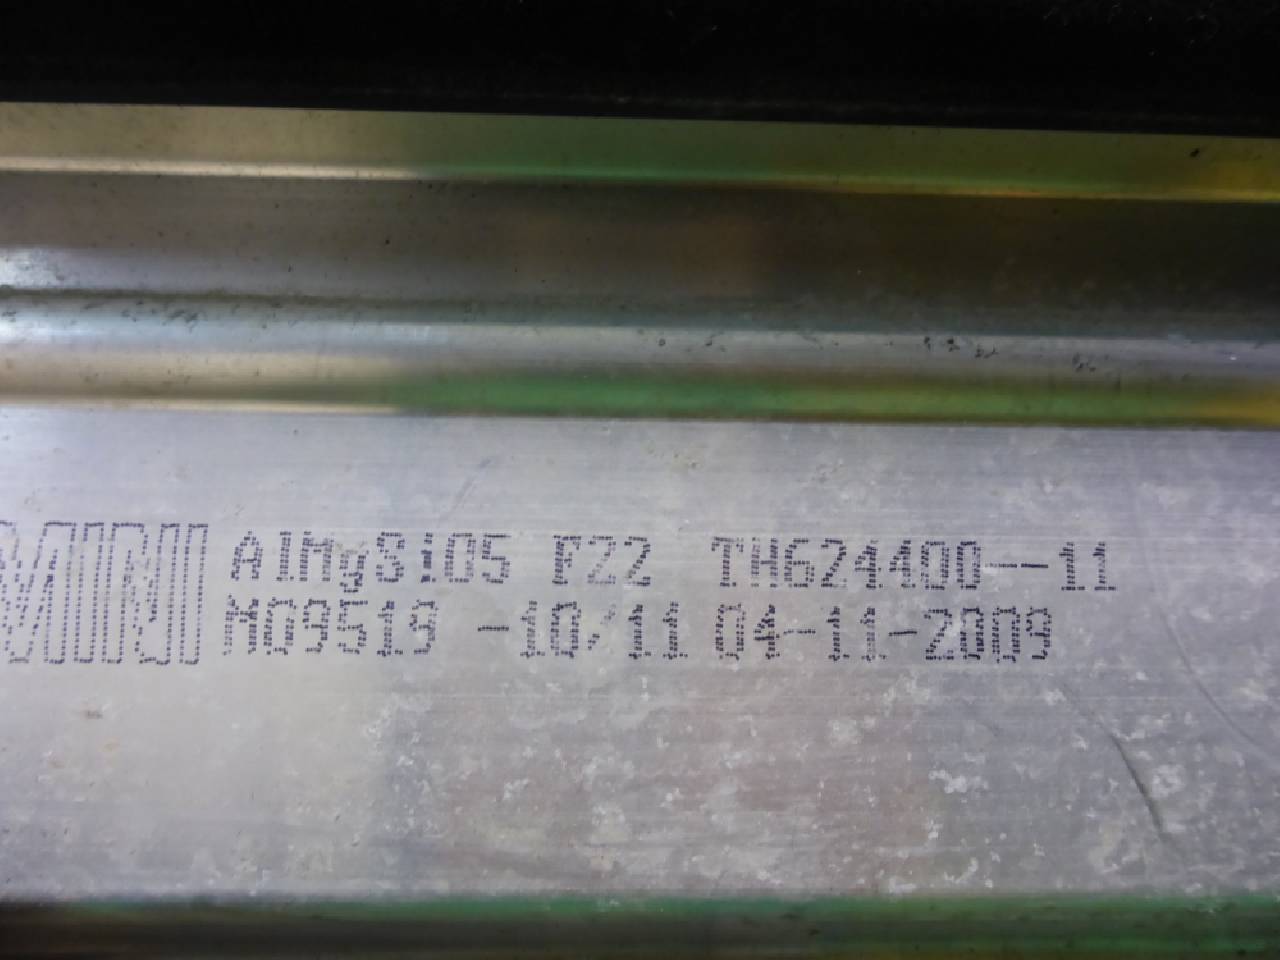 AlMgSi05 F22 TH624400--11
M09519 -10/11 04-11-2009